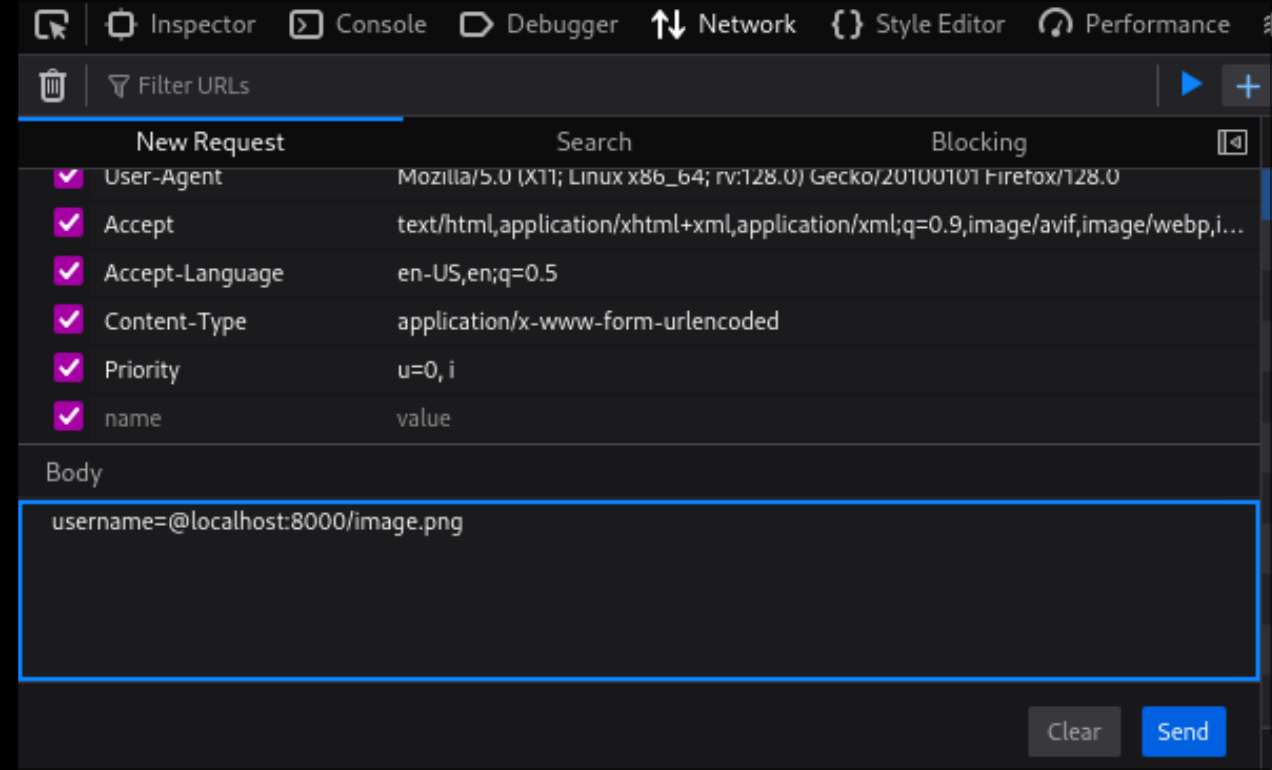 Inspector Console Debugger Network Style Editor Performance
Filter URLs
New Request Search Blocking
User-Agent Mozilla/5.0 (X11; Linux x86_64; rv:128.0) Gecko/20100101 Firefox/128.0
Accept text/html,application/xhtml+xml,application/xml;q=0.9,image/avif,image/webp,i...
Accept-Language en-US,en;q=0.5
Content-Type application/x-www-form-urlencoded
Priority u=0, i
name value
Body
username=@localhost:8000/image.png
Clear Send